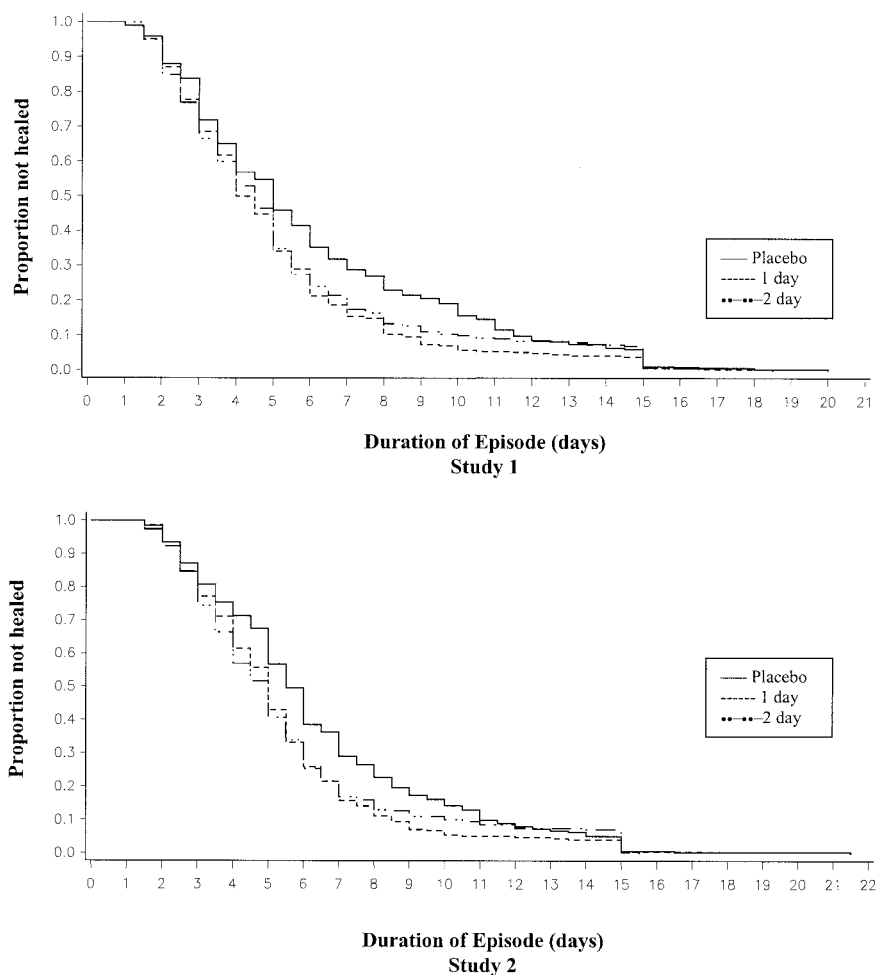 Proportion not healed
1.0
0.9
0.8
0.7
0.6
0.5
0.4
0.3
0.2
0.1
0.0
Placebo
1 day
2 day
0 1 2 3 4 5 6 7 8 9 10 11 12 13 14 15 16 17 18 19 20 21
Duration of Episode (days)
Study 1
Proportion not healed
1.0
0.9
0.8
0.7
0.6
0.5
0.4
0.3
0.2
0.1
0.0
Placebo
1 day
2 day
0 1 2 3 4 5 6 7 8 9 10 11 12 13 14 15 16 17 18 19 20 21 22
Duration of Episode (days)
Study 2